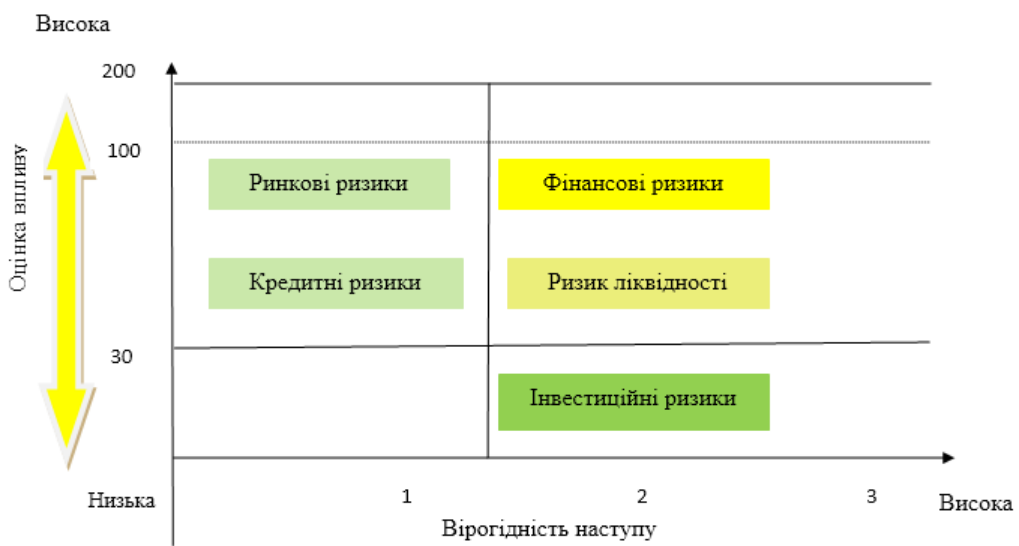 Висока
200
100
Ринкові ризики
Фінансові ризики
Оцінка впливу
Кредитні ризики
Ризик ліквідності
30
Інвестиційні ризики
Низька
1
2
3
Висока
Вірогідність наступу